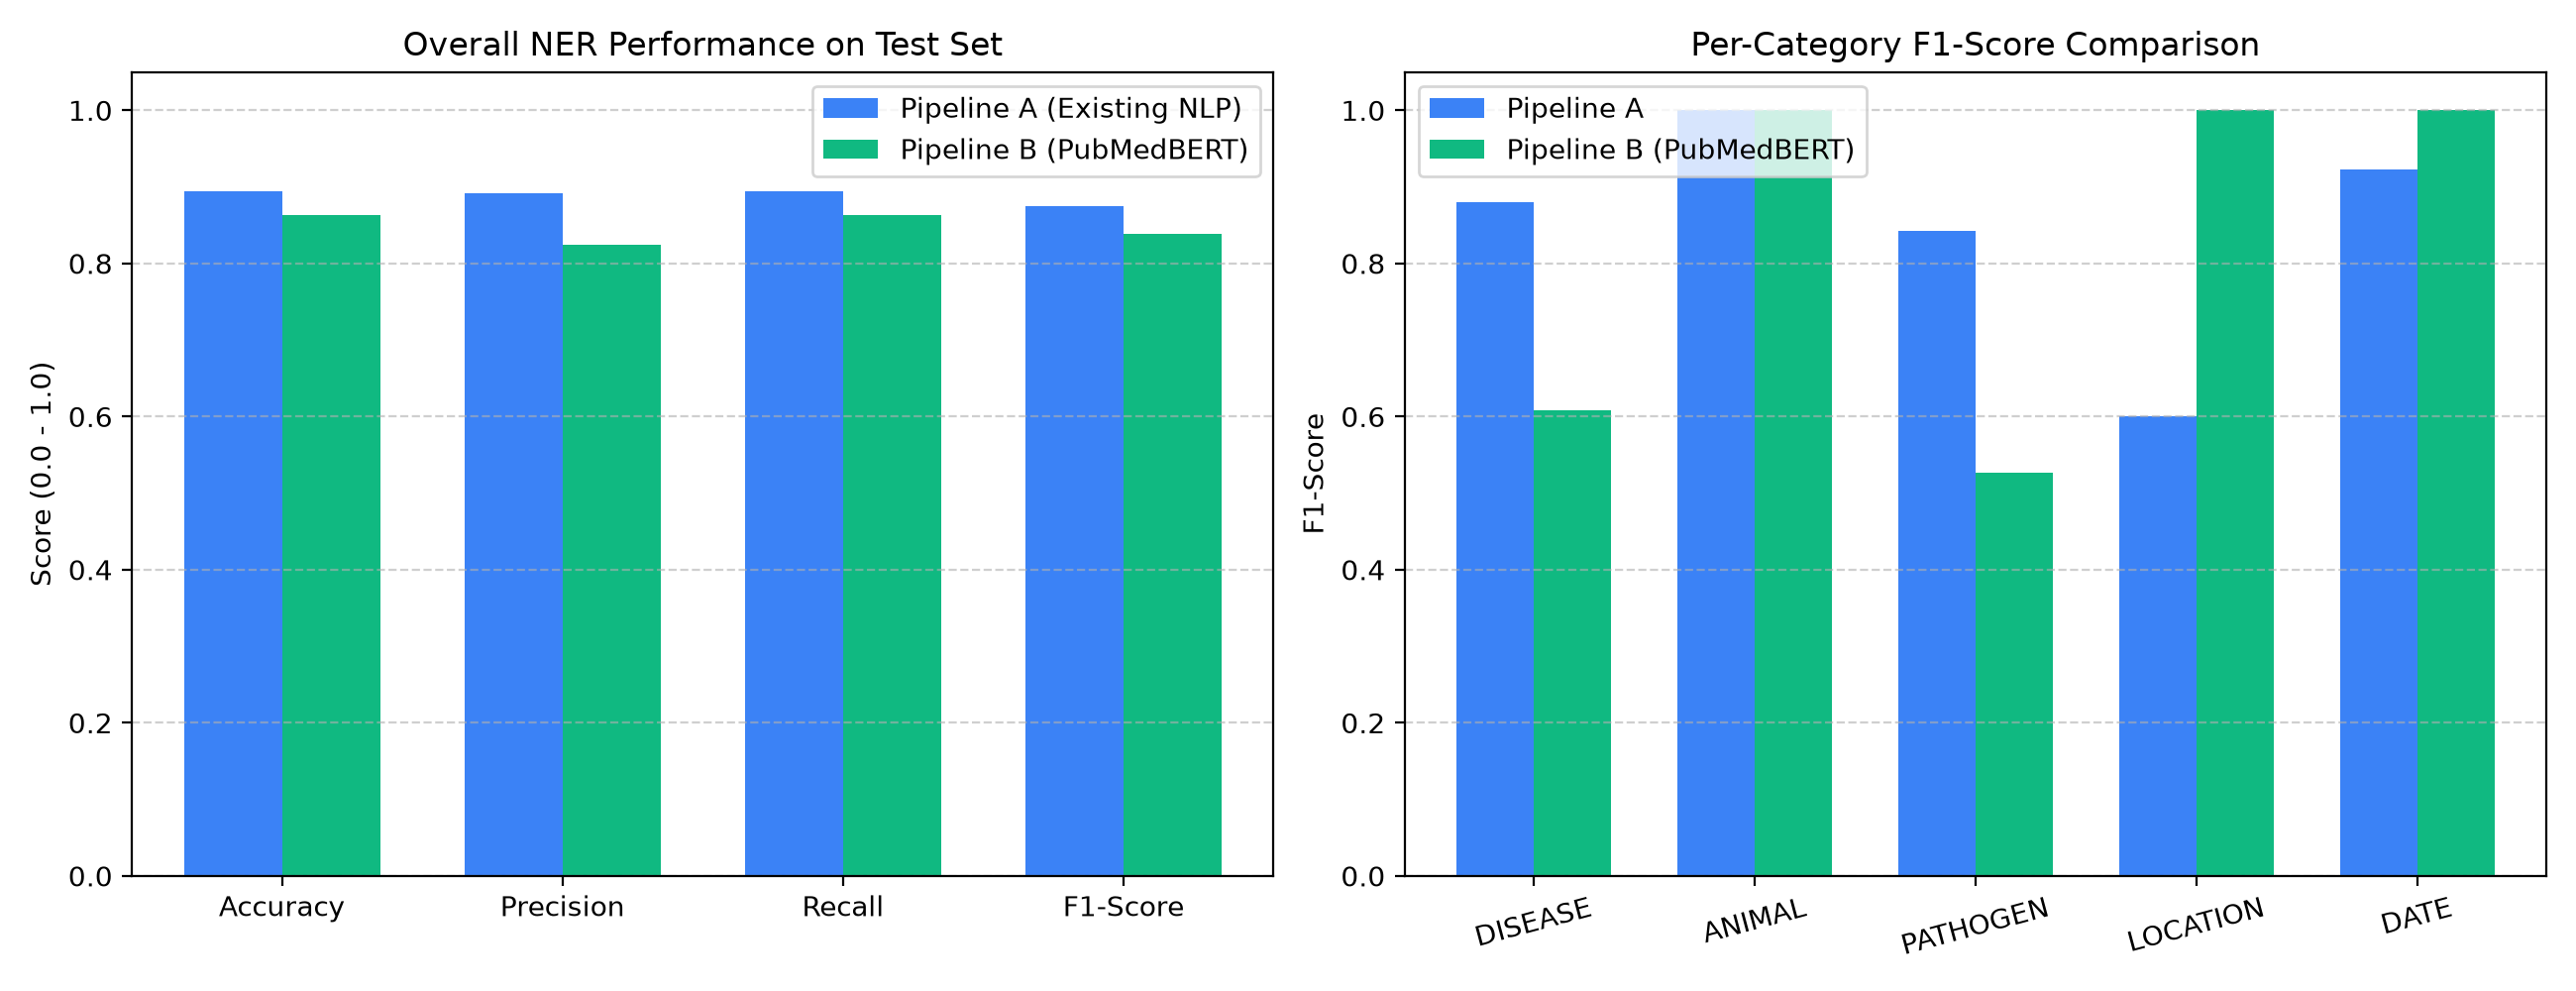 Overall NER Performance on Test Set
Pipeline A (Existing NLP)
Pipeline B (PubMedBERT)
Score (0.0 - 1.0)
1.0
0.8
0.6
0.4
0.2
0.0
Accuracy
Precision
Recall
F1-Score
Per-Category F1-Score Comparison
Pipeline A
Pipeline B (PubMedBERT)
F1-Score
1.0
0.8
0.6
0.4
0.2
0.0
DISEASE
ANIMAL
PATHOGEN
LOCATION
DATE